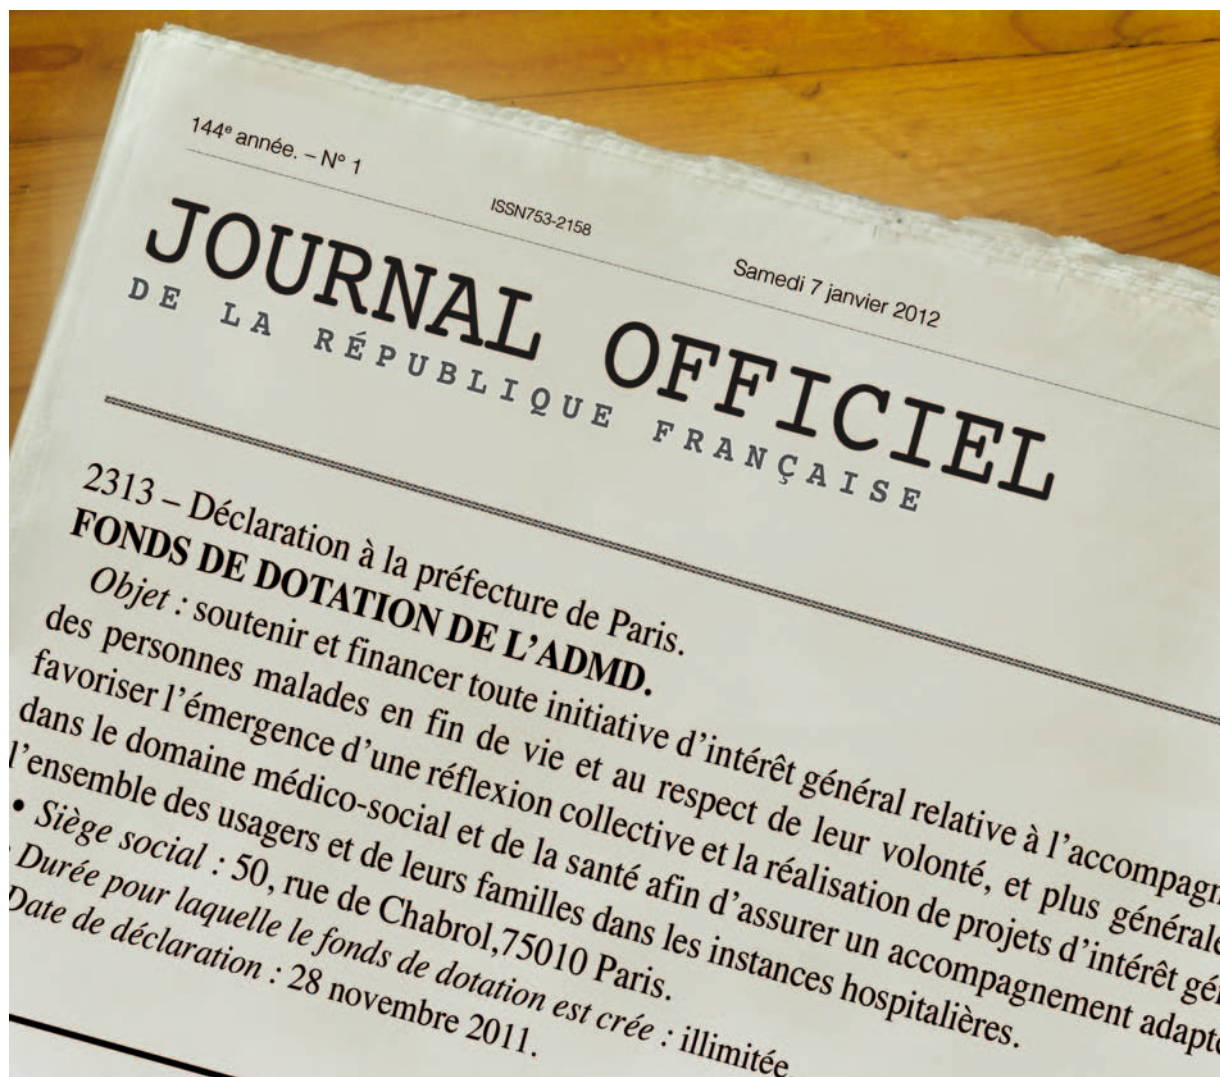 144e année. – N° 1
ISSN753-2158
Samedi 7 janvier 2012
JOURNAL OFFICIEL
DE LA RÉPUBLIQUE FRANÇAISE
2313 – Déclaration à la préfecture de Paris.
FONDS DE DOTATION DE L’ADMD.
Objet : soutenir et financer toute initiative d’intérêt général relative à l’accompagn
des personnes malades en fin de vie et au respect de leur volonté, et plus générale
favoriser l’émergence d’une réflexion collective et la réalisation de projets d’intérêt gé
dans le domaine médico-social et de la santé afin d’assurer un accompagnement adapt
l’ensemble des usagers et de leurs familles dans les instances hospitalières.
• Siège social : 50, rue de Chabrol,75010 Paris.
Durée pour laquelle le fonds de dotation est crée : illimitée.
Date de déclaration : 28 novembre 2011.